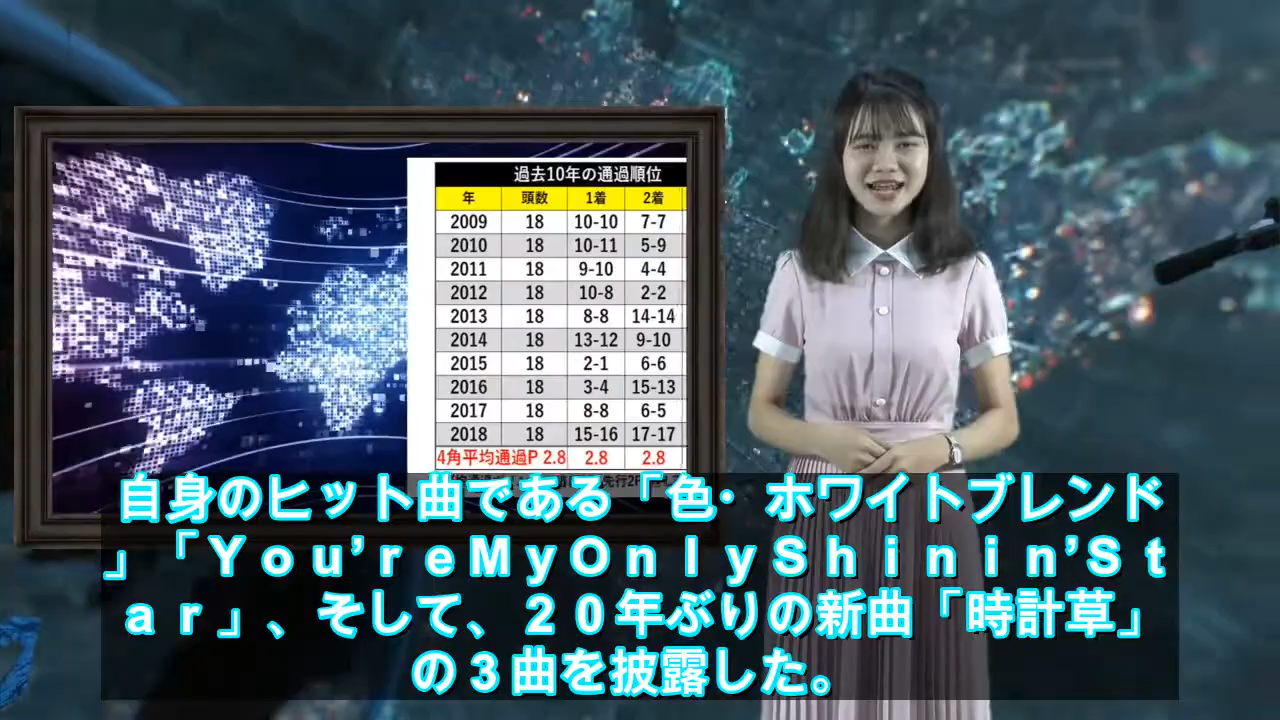 過去10年の通過順位
年 頭数 1着 2着
2009 18 10-10 7-7
2010 18 10-11 5-9
2011 18 9-10 4-4
2012 18 10-8 2-2
2013 18 8-8 14-14
2014 18 13-12 9-10
2015 18 2-1 6-6
2016 18 3-4 15-13
2017 18 8-8 6-5
2018 18 15-16 17-17
4角平均通過P 2.8 2.8 2.8
自身のヒット曲である「色・ホワイトブレンド
」「Ｙｏｕ’ｒｅＭｙＯｎｌｙＳｈｉｎｉｎ’Ｓｔ
ａｒ」、そして、２０年ぶりの新曲「時計草」
の３曲を披露した。